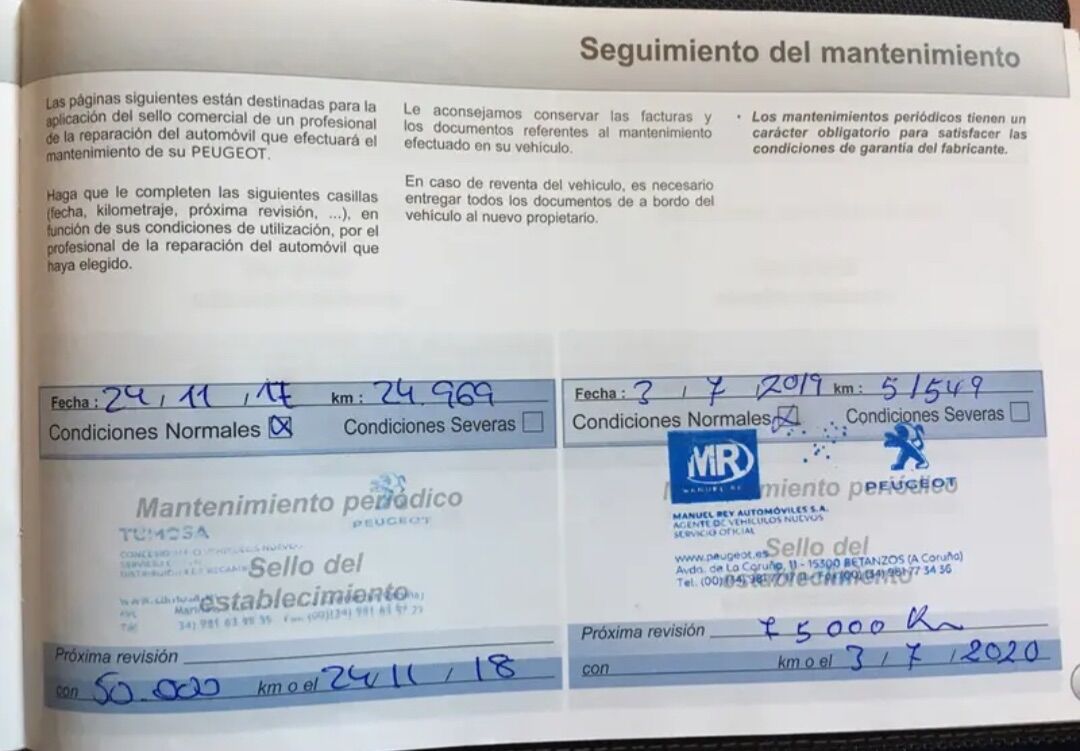 Seguimiento del mantenimiento
Las páginas siguientes están destinadas para la
aplicación del sello comercial de un profesional
de la reparación del automóvil que efectuará el
mantenimiento de su PEUGEOT.
Haga que le completen las siguientes casillas
(fecha, kilometraje, próxima revisión, ...), en
función de sus condiciones de utilización, por el
profesional de la reparación del automóvil que
haya elegido.
Le aconsejamos conservar las facturas y
los documentos referentes al mantenimiento
efectuado en su vehículo.
En caso de reventa del vehículo, es necesario
entregar todos los documentos de a bordo del
vehículo al nuevo propietario.
• Los mantenimientos periódicos tienen un
carácter obligatorio para satisfacer las
condiciones de garantía del fabricante.
Fecha : 24 / 11 / 17 km : 24.969
Condiciones Normales Condiciones Severas
Mantenimiento periódico
PEUGEOT
TUMOSA
Sello del
establecimiento
Próxima revisión
con 50.000 km o el 24 / 11 / 18
Fecha : 3 / 7 / 2019 km : 51549
Condiciones Normales Condiciones Severas
MR
MANUEL REY
PEUGEOT
miento periódico
MANUEL REY AUTOMÓVILES S.A.
AGENTE DE VEHICULOS NUEVOS
SERVICIO OFICIAL
Sello del
www.peugeot.es
Avda. de La Coruña, 11 - 15300 BETANZOS (A Coruña)
establecimiento
Próxima revisión 75000 Km
con km o el 3 / 7 / 2020